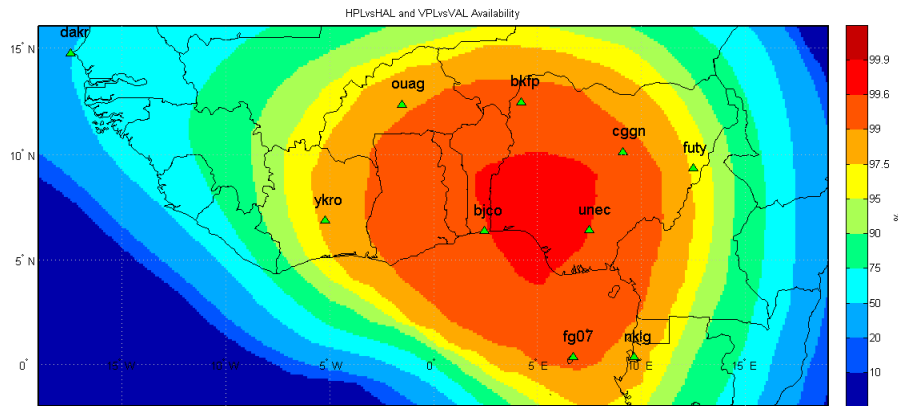 HPLvsHAL and VPLvsVAL Availability
15° N
10° N
5° N
0°
5° W
0°
5° E
10° E
15° E
dakr
ouag
bkfp
cggn
futy
ykro
bjco
unec
fg07
nklg
99.9
99.6
99
97.5
95
90
75
50
20
10